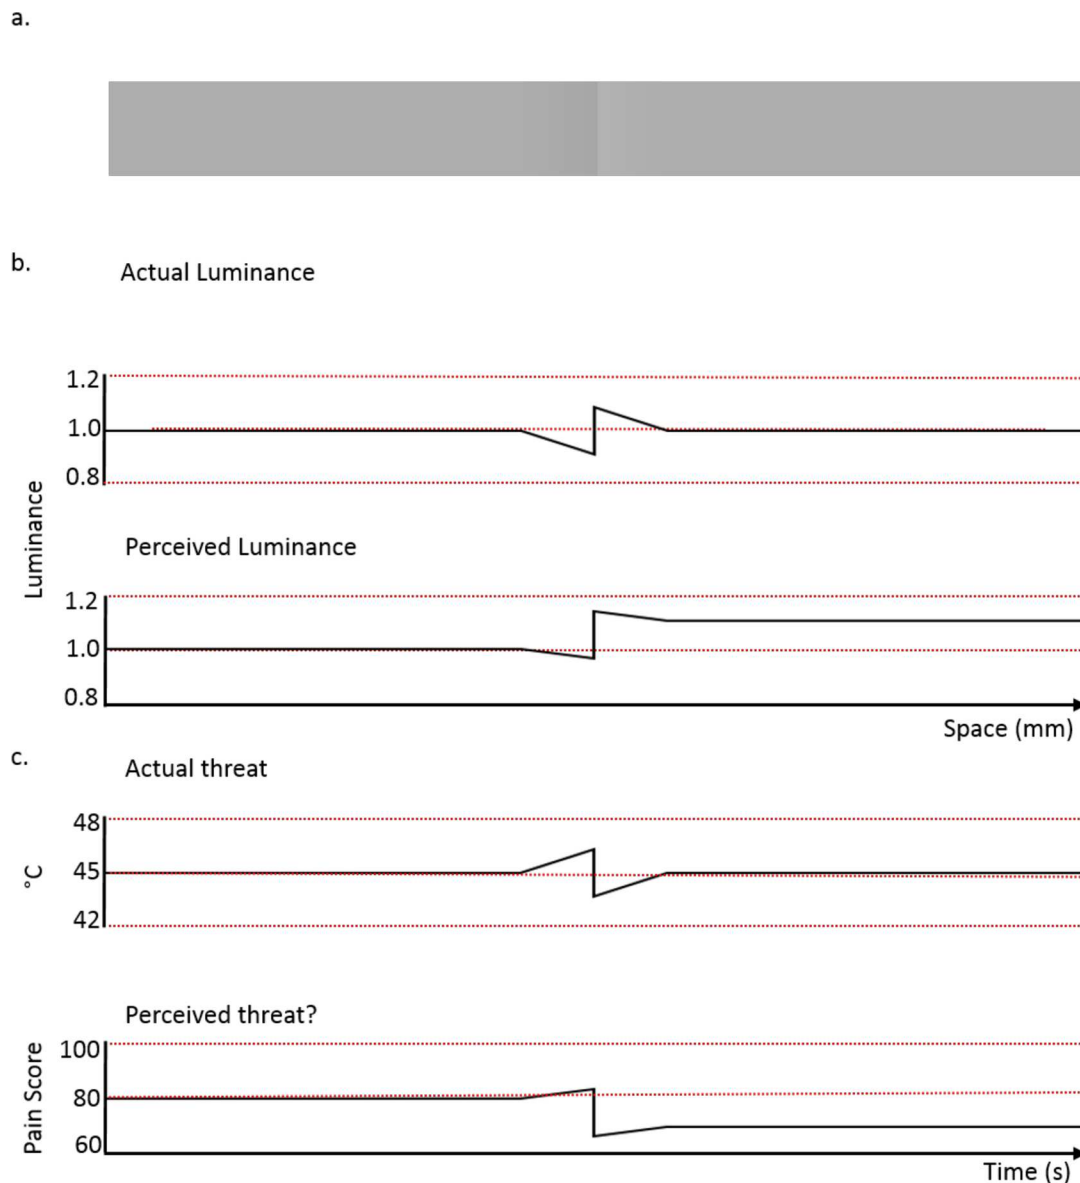 a.
b.
Actual Luminance
1.2
1.0
0.8
Luminance
Perceived Luminance
1.2
1.0
0.8
Space (mm)
c.
Actual threat
48
45
42
°C
Perceived threat?
100
80
60
Pain Score
Time (s)